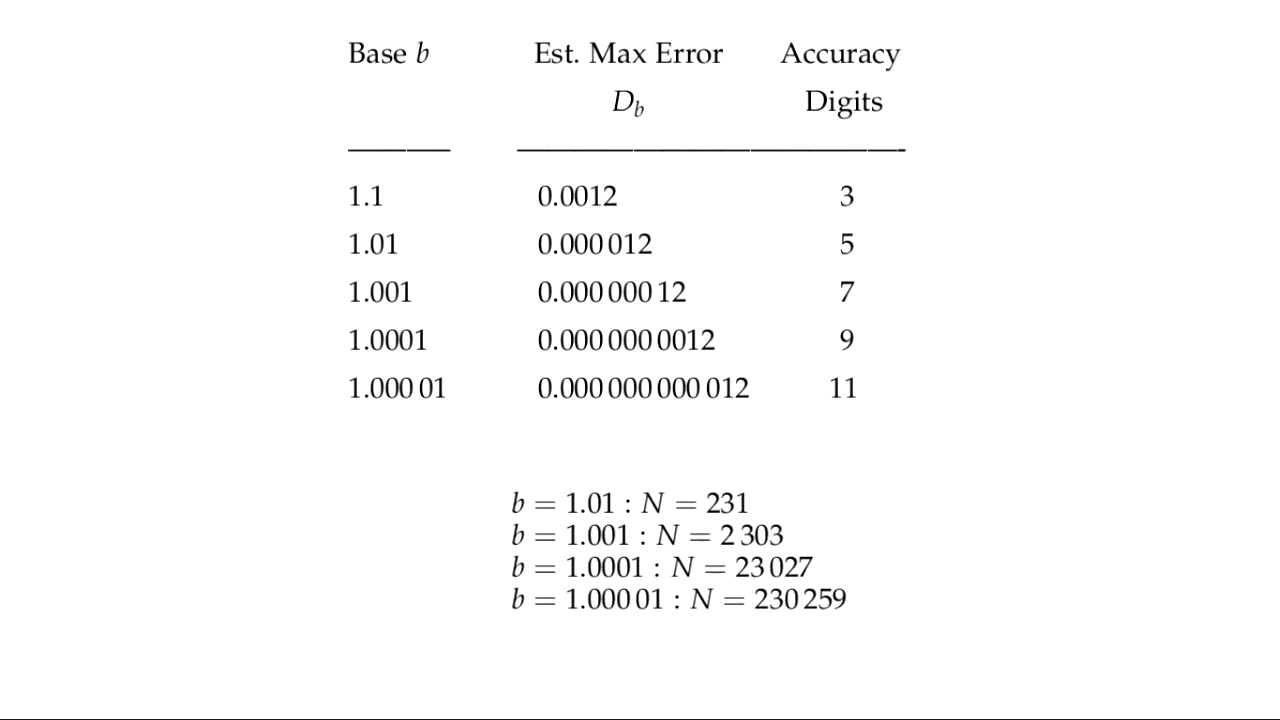 Base b Est. Max Error Accuracy
D_b Digits
1.1 0.0012 3
1.01 0.000 012 5
1.001 0.000 000 12 7
1.0001 0.000 000 0012 9
1.000 01 0.000 000 000 012 11
b = 1.01 : N = 231
b = 1.001 : N = 2 303
b = 1.0001 : N = 23 027
b = 1.000 01 : N = 230 259